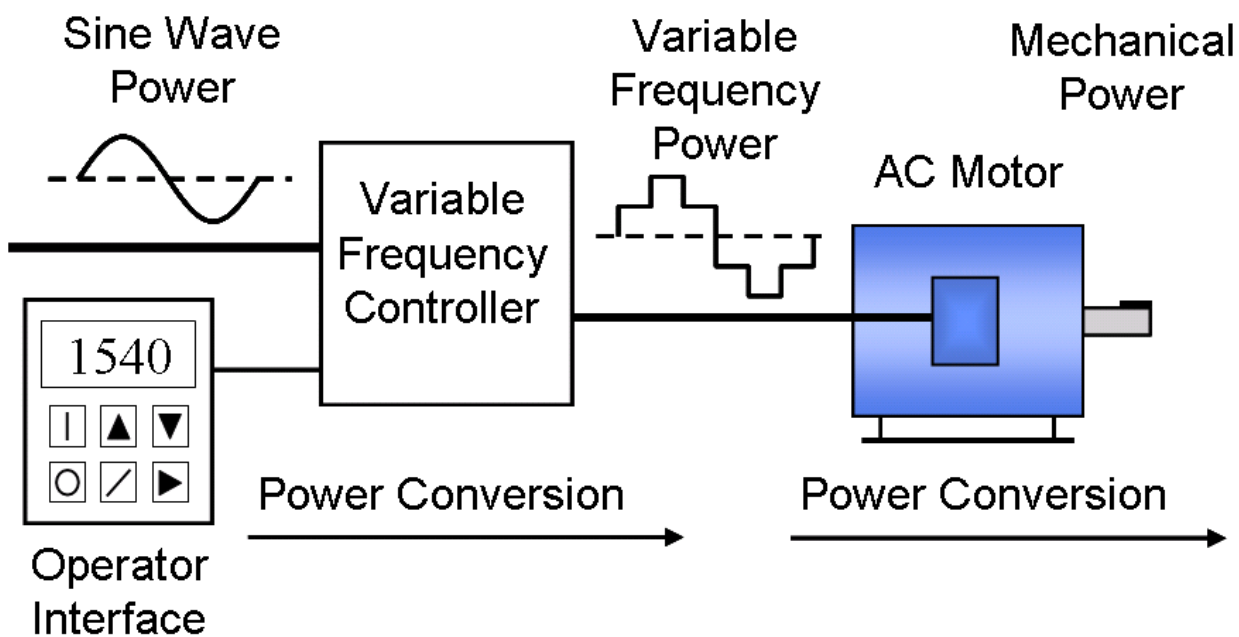 Sine Wave
Power
Variable
Frequency
Power
Mechanical
Power
AC Motor
Variable
Frequency
Controller
1540
Power Conversion
Power Conversion
Operator
Interface